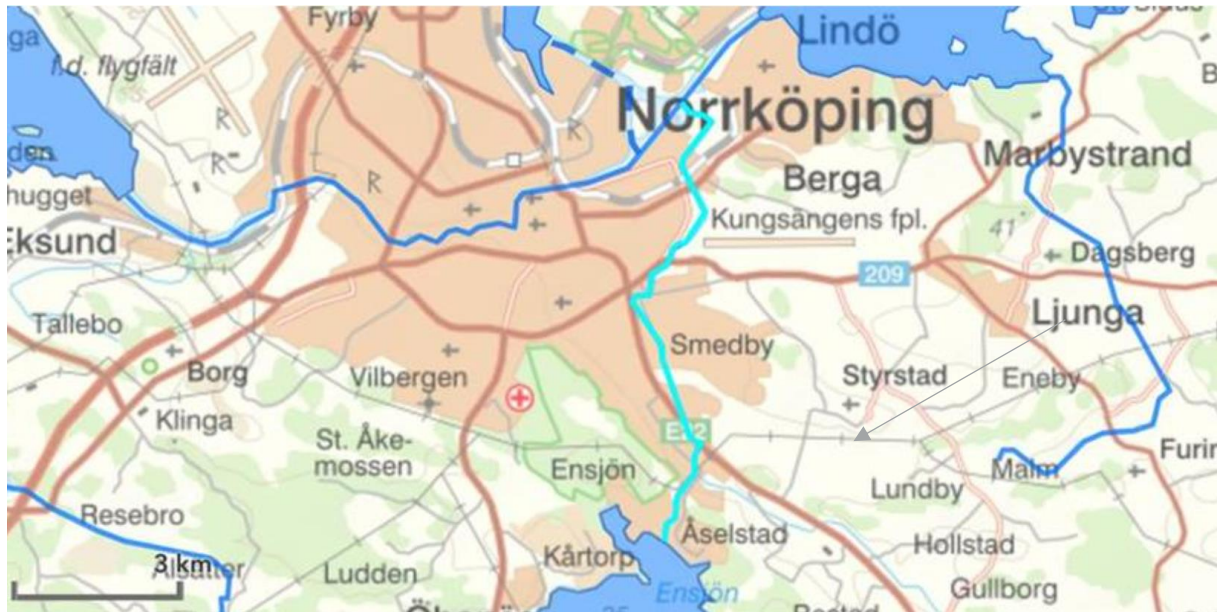 Fyrby
Lindö
f.d. flygfält
Norrköping
Marbystrand
Berga
hugget
Kungsängens fpl.
Eksund
41
Dagsberg
209
Ljunga
Tallebo
Smedby
Borg
Vilbergen
Styrstad
Eneby
Klinga
St. Åke-
mossen
E22
Ensjön
Malm
Lundby
Resebro
Åselstad
Hollstad
3 km
Kårtorp
Ludden
Gullborg
Ensjön